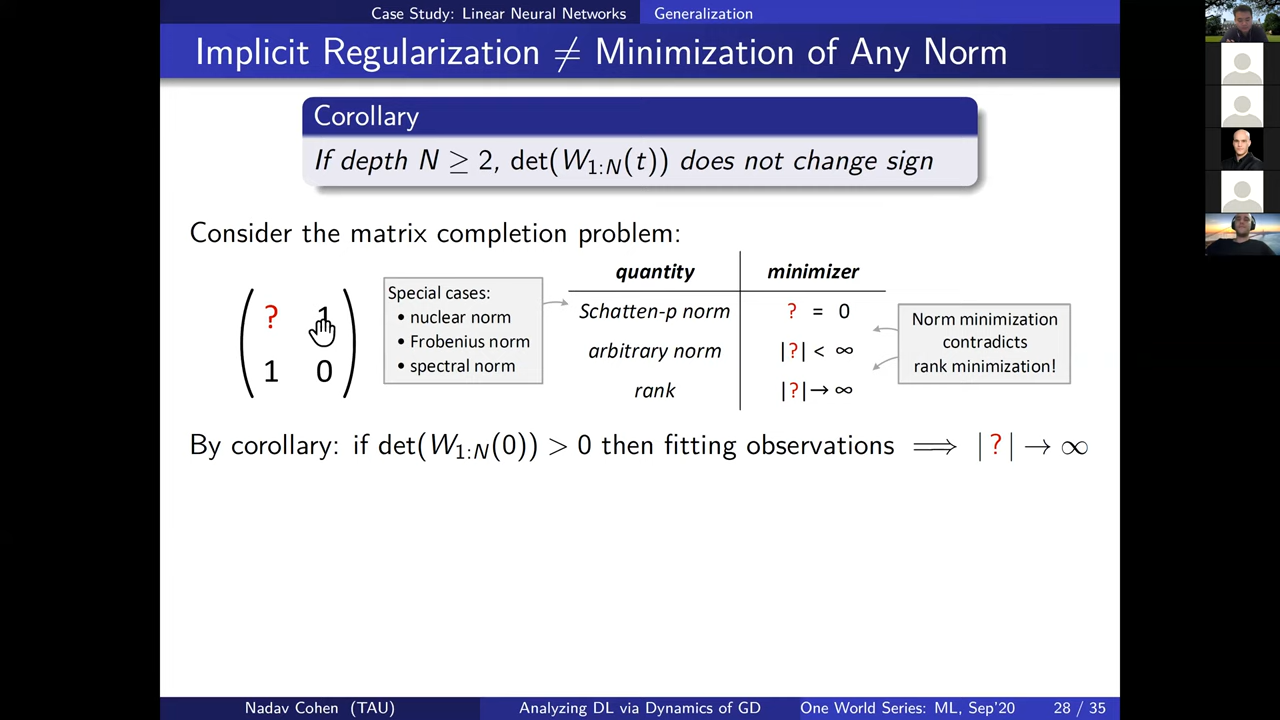 Case Study: Linear Neural Networks Generalization
Implicit Regularization ≠ Minimization of Any Norm
Corollary
If depth N ≥ 2, det(W1:N(t)) does not change sign
Consider the matrix completion problem:
? 1
1 0
Special cases:
• nuclear norm
• Frobenius norm
• spectral norm
quantity minimizer
Schatten-p norm ? = 0
arbitrary norm |?| < ∞
rank |?| → ∞
Norm minimization
contradicts
rank minimization!
By corollary: if det(W1:N(0)) > 0 then fitting observations ⟹ |?| → ∞
Nadav Cohen (TAU) Analyzing DL via Dynamics of GD One World Series: ML, Sep'20 28 / 35